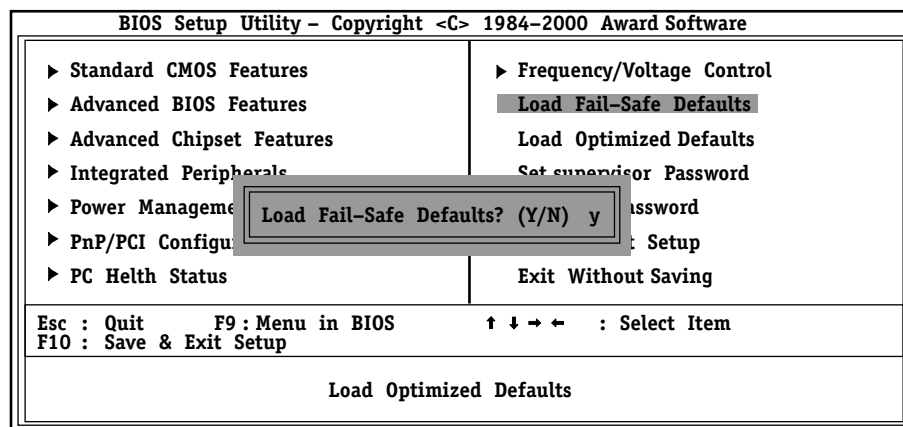 BIOS Setup Utility – Copyright <C> 1984–2000 Award Software
Standard CMOS Features
Advanced BIOS Features
Advanced Chipset Features
Integrated Peripherals
Power Manageme
PnP/PCI Configu
PC Helth Status
Frequency/Voltage Control
Load Fail–Safe Defaults
Load Optimized Defaults
Set supervisor Password
assword
t Setup
Exit Without Saving
Load Fail–Safe Defaults? (Y/N) y
Esc : Quit F9 : Menu in BIOS ↑ ↓ → ← : Select Item
F10 : Save & Exit Setup
Load Optimized Defaults